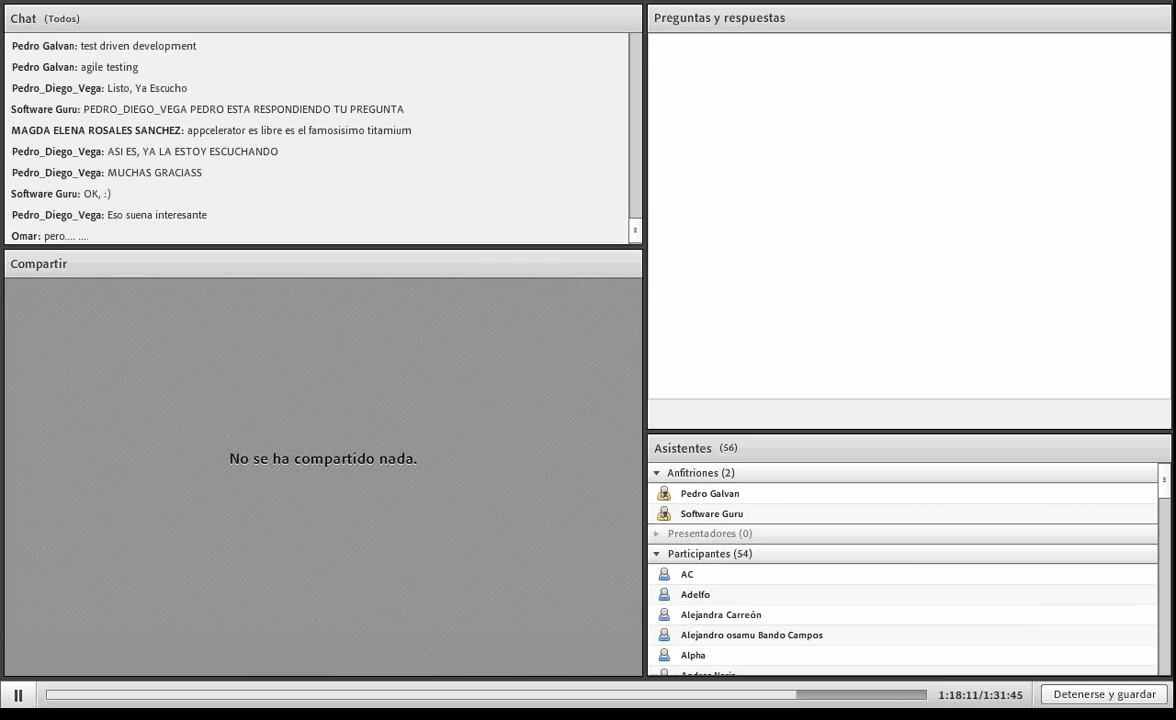 Chat (Todos)
Pedro Galvan: test driven development
Pedro Galvan: agile testing
Pedro_Diego_Vega: Listo, Ya Escucho
Software Guru: PEDRO_DIEGO_VEGA PEDRO ESTA RESPONDIENDO TU PREGUNTA
MAGDA ELENA ROSALES SANCHEZ: appcelerator es libre es el famosisimo titamium
Pedro_Diego_Vega: ASI ES, YA LA ESTOY ESCUCHANDO
Pedro_Diego_Vega: MUCHAS GRACIASS
Software Guru: OK, :)
Pedro_Diego_Vega: Eso suena interesante
Omar: pero.... ....
Compartir
No se ha compartido nada.
Preguntas y respuestas
Asistentes (56)
Anfitriones (2)
Pedro Galvan
Software Guru
Presentadores (0)
Participantes (54)
AC
Adelfo
Alejandra Carreón
Alejandro osamu Bando Campos
Alpha
1:18:11/1:31:45
Detenerse y guardar